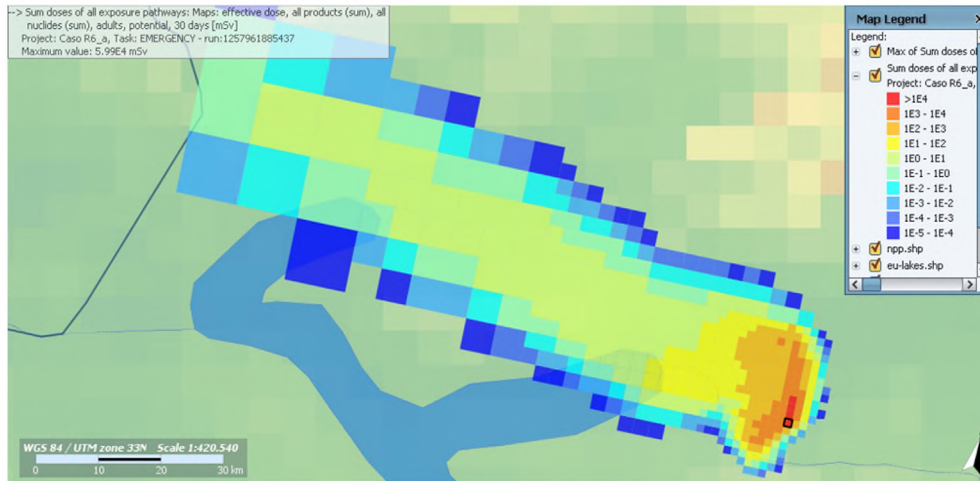 --> Sum doses of all exposure pathways: Maps: effective dose, all products (sum), all
nuclides (sum), adults, potential, 30 days [mSv]
Project: Caso R6_a, Task: EMERGENCY - run:1257961885437
Maximum value: 5.99E4 mSv
Map Legend
Legend:
Max of Sum doses of
Sum doses of all exp
Project: Caso R6_a,
>1E4
1E3 - 1E4
1E2 - 1E3
1E1 - 1E2
1E0 - 1E1
1E-1 - 1E0
1E-2 - 1E-1
1E-3 - 1E-2
1E-4 - 1E-3
1E-5 - 1E-4
npp.shp
eu-lakes.shp
WGS 84 / UTM zone 33N Scale 1:420.540
0 10 20 30 km